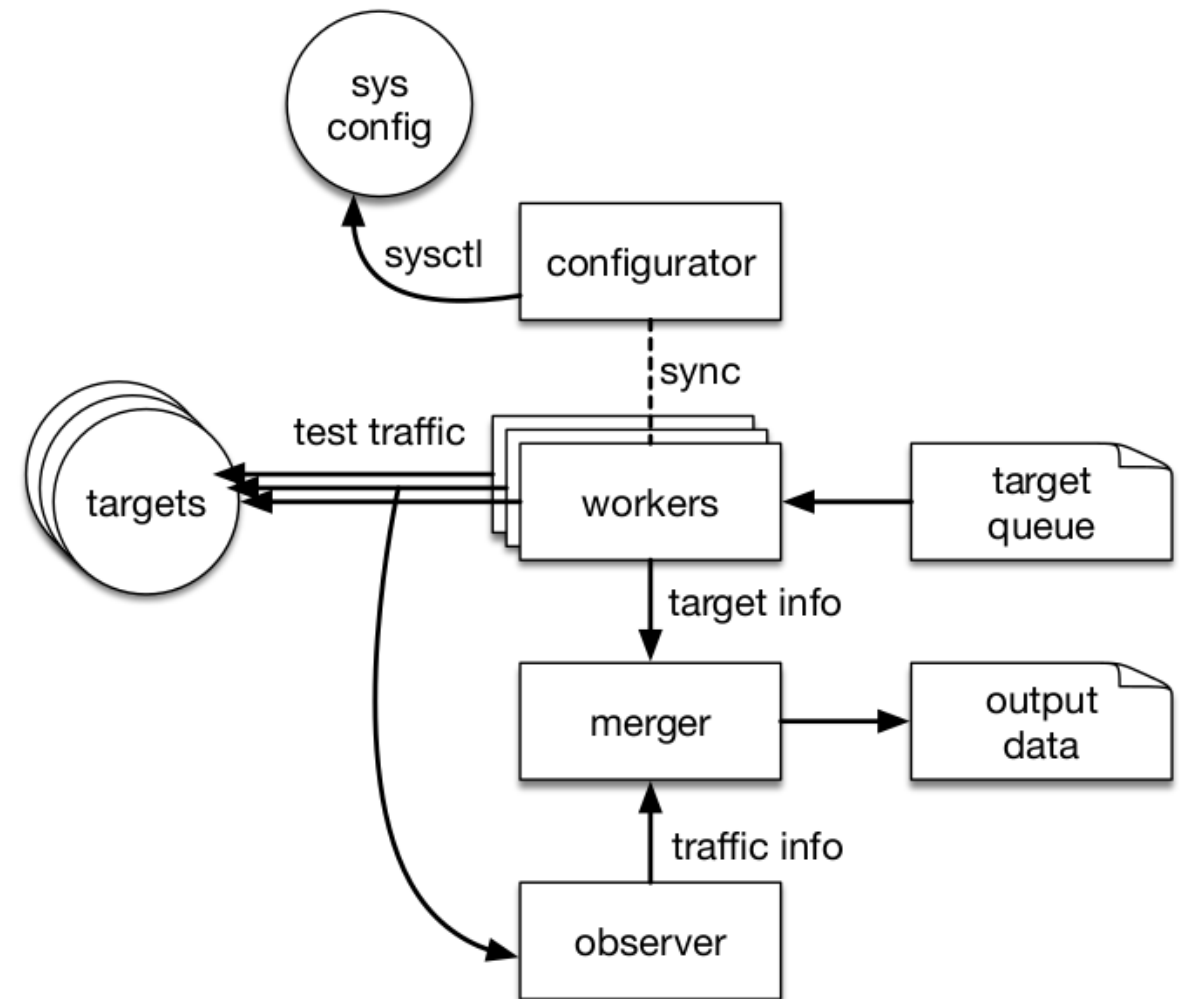 sys
config
sysctl
configurator
sync
test traffic
targets
workers
target
queue
target info
merger
output
data
traffic info
observer